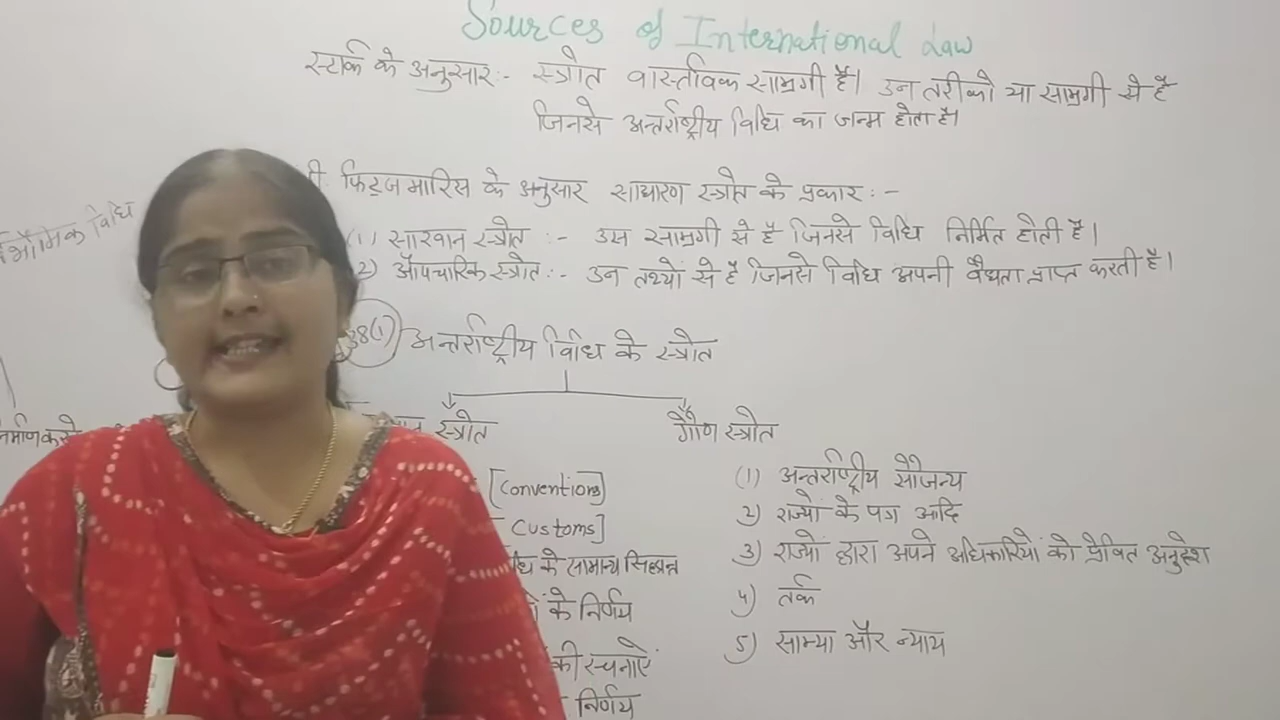 Sources of International Law
स्टार्क के अनुसार:- स्त्रोत वास्तविक सामग्री है। उन तरीको या सामग्री से है
जिनसे अन्तर्राष्ट्रीय विधि का जन्म होता है।
फिट्ज मारिस के अनुसार साधारण स्त्रोत के प्रकार :-
विधि
(1) सारवान स्त्रोत :- उस सामग्री से है जिनसे विधि निर्मित होती है।
2) औपचारिक स्त्रोत:- उन तथ्यों से है जिनसे विधि अपनी वैधता प्राप्त करती है।
38(1) अन्तर्राष्ट्रीय विधि के स्त्रोत
स्त्रोत
गौण स्त्रोत
[Conventions]
Customs]
के सामान्य सिद्धान्त
के निर्णय
की रचनाएं
निर्णय
(1) अन्तर्राष्ट्रीय सौजन्य
2) राज्यों के पत्र आदि
3) राज्यों द्वारा अपने अधिकारियों को प्रेषित अनुदेश
4) तर्क
5) साम्या और न्याय